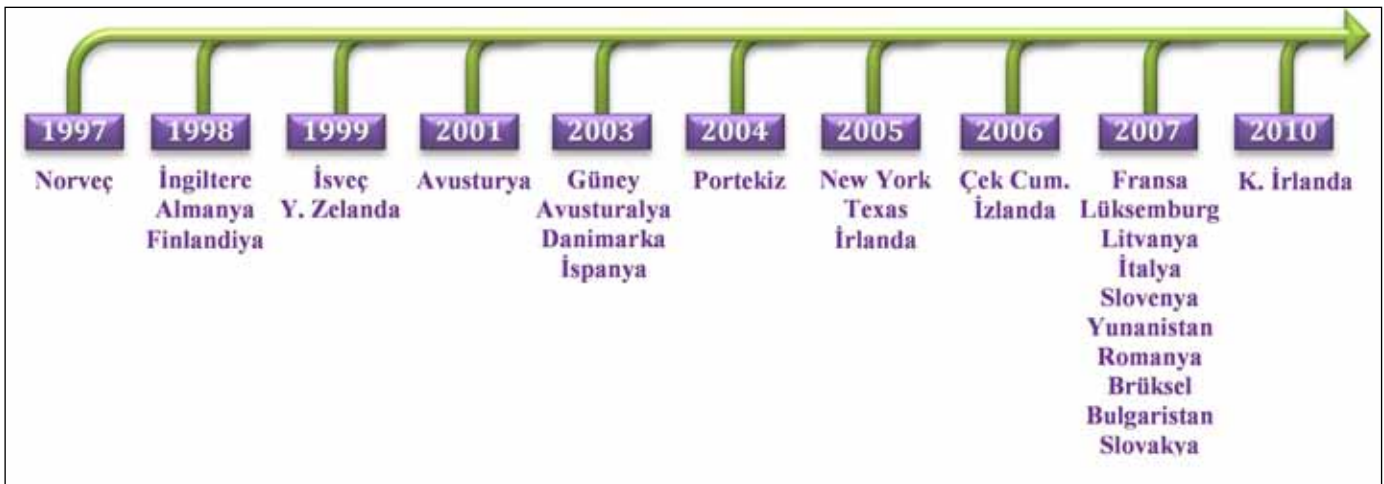 1997
Norveç
1998
İngiltere
Almanya
Finlandiya
1999
İsveç
Y. Zelanda
2001
Avusturya
2003
Güney
Avusturalya
Danimarka
İspanya
2004
Portekiz
2005
New York
Texas
İrlanda
2006
Çek Cum.
İzlanda
2007
Fransa
Lüksemburg
Litvanya
İtalya
Slovenya
Yunanistan
Romanya
Brüksel
Bulgaristan
Slovakya
2010
K. İrlanda